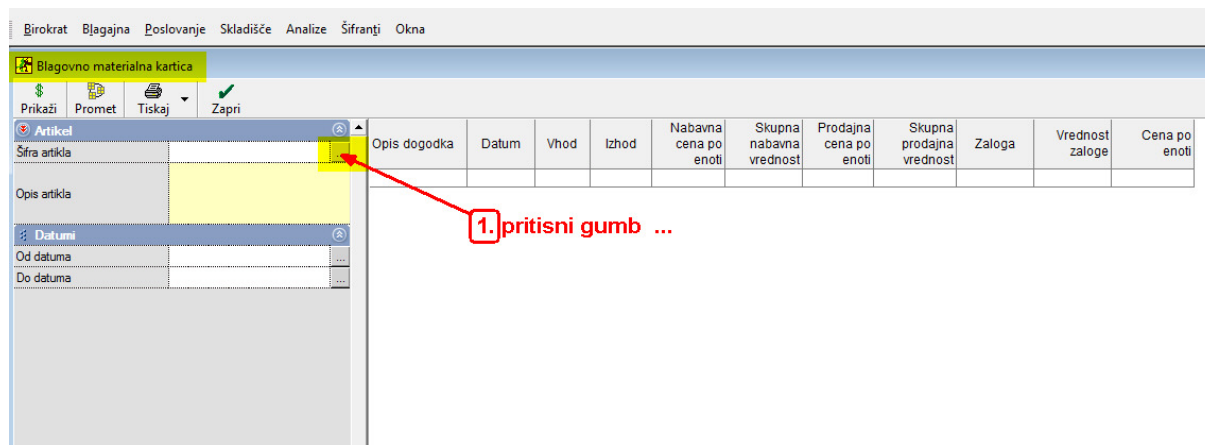 Birokrat Blagajna Poslovanje Skladišče Analize Šifranti Okna
Blagovno materialna kartica
Prikaži Promet Tiskaj Zapri
Artikel
Šifra artikla ...
Opis artikla
Datumi
Od datuma ...
Do datuma ...
Opis dogodka Datum Vhod Izhod Nabavna cena po enoti Skupna nabavna vrednost Prodajna cena po enoti Skupna prodajna vrednost Zaloga Vrednost zaloge Cena po enoti
1. pritisni gumb ...